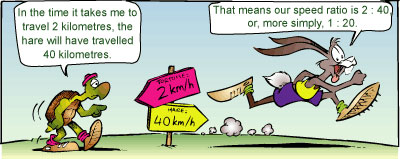 In the time it takes me to
travel 2 kilometres, the
hare will have travelled
40 kilometres.
That means our speed ratio is 2 : 40,
or, more simply, 1 : 20.
TORTOISE:
2 km/h
HARE:
40 km/h